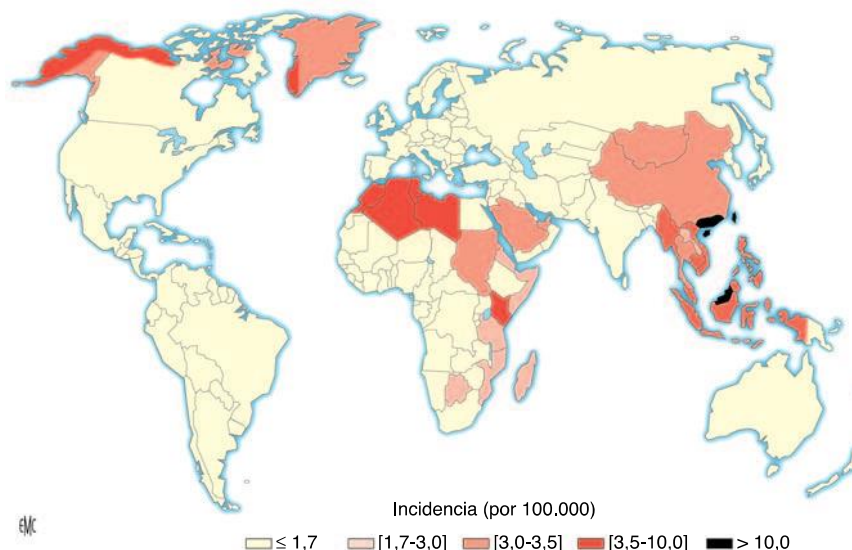 Incidencia (por 100.000)
EMC
≤ 1,7 [1,7-3,0] [3,0-3,5] [3,5-10,0] > 10,0